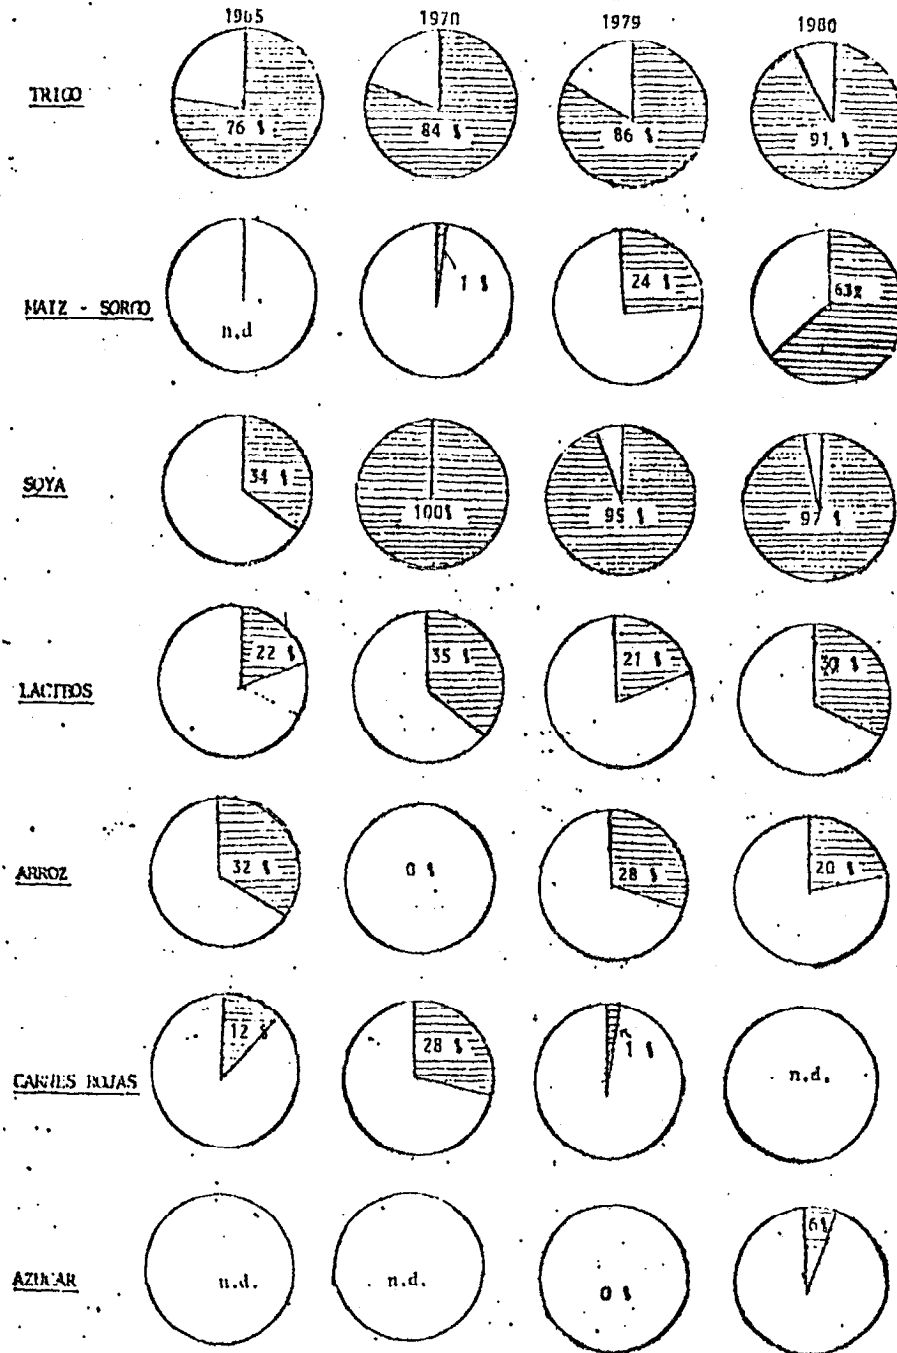 1965 1970 1979 1980
TRIGO
76 % 84 % 86 % 91 %
MAIZ - SORGO
n.d 1 % 24 % 63%
SOYA
34 % 100% 95 % 97 %
LACTEOS
22 % 35 % 21 %
ARROZ
32 % 0 % 28 % 20 %
CARNES ROJAS
12 % 28 % 1 % n.d.
AZUCAR
n.d. n.d. 0 % 6%